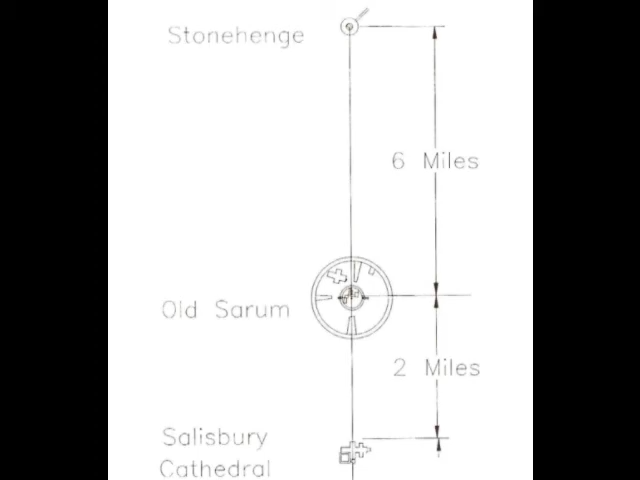 Stonehenge
6 Miles
Old Sarum
2 Miles
Salisbury
Cathedral